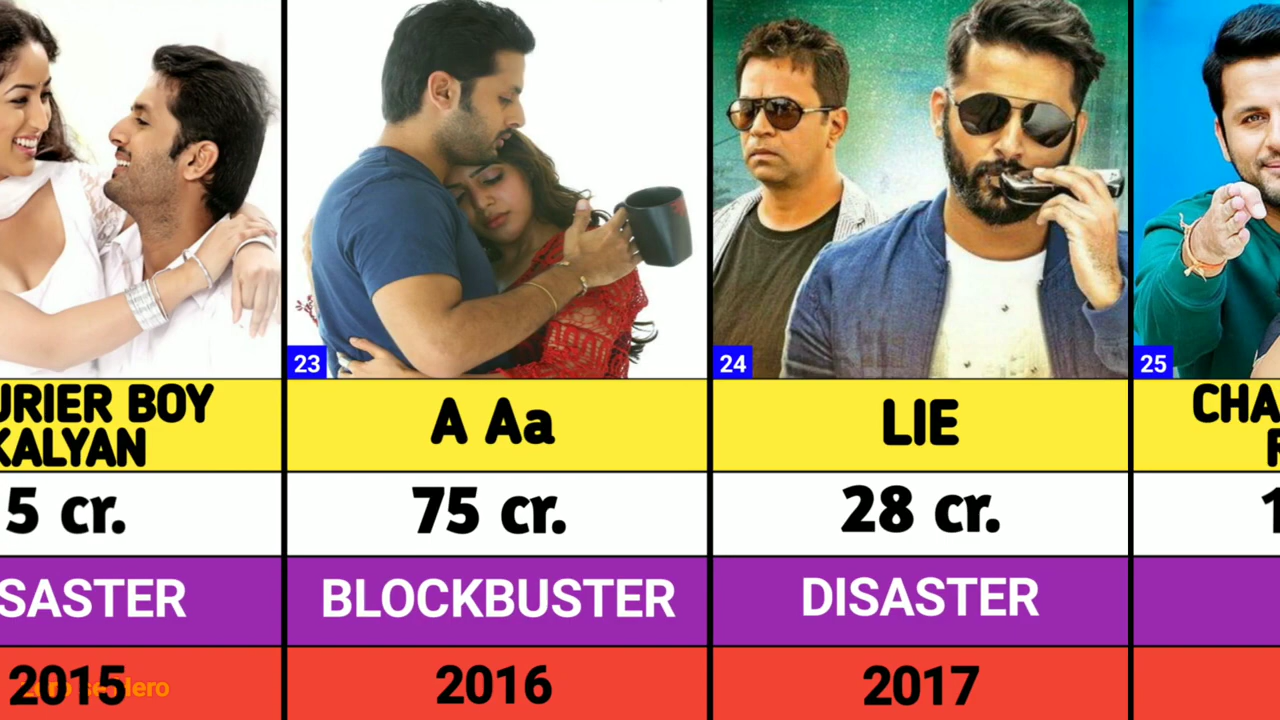 URIER BOY
KALYAN
5 cr.
SASTER
2015
23
A Aa
75 cr.
BLOCKBUSTER
2016
24
LIE
28 cr.
DISASTER
2017
25
CHA